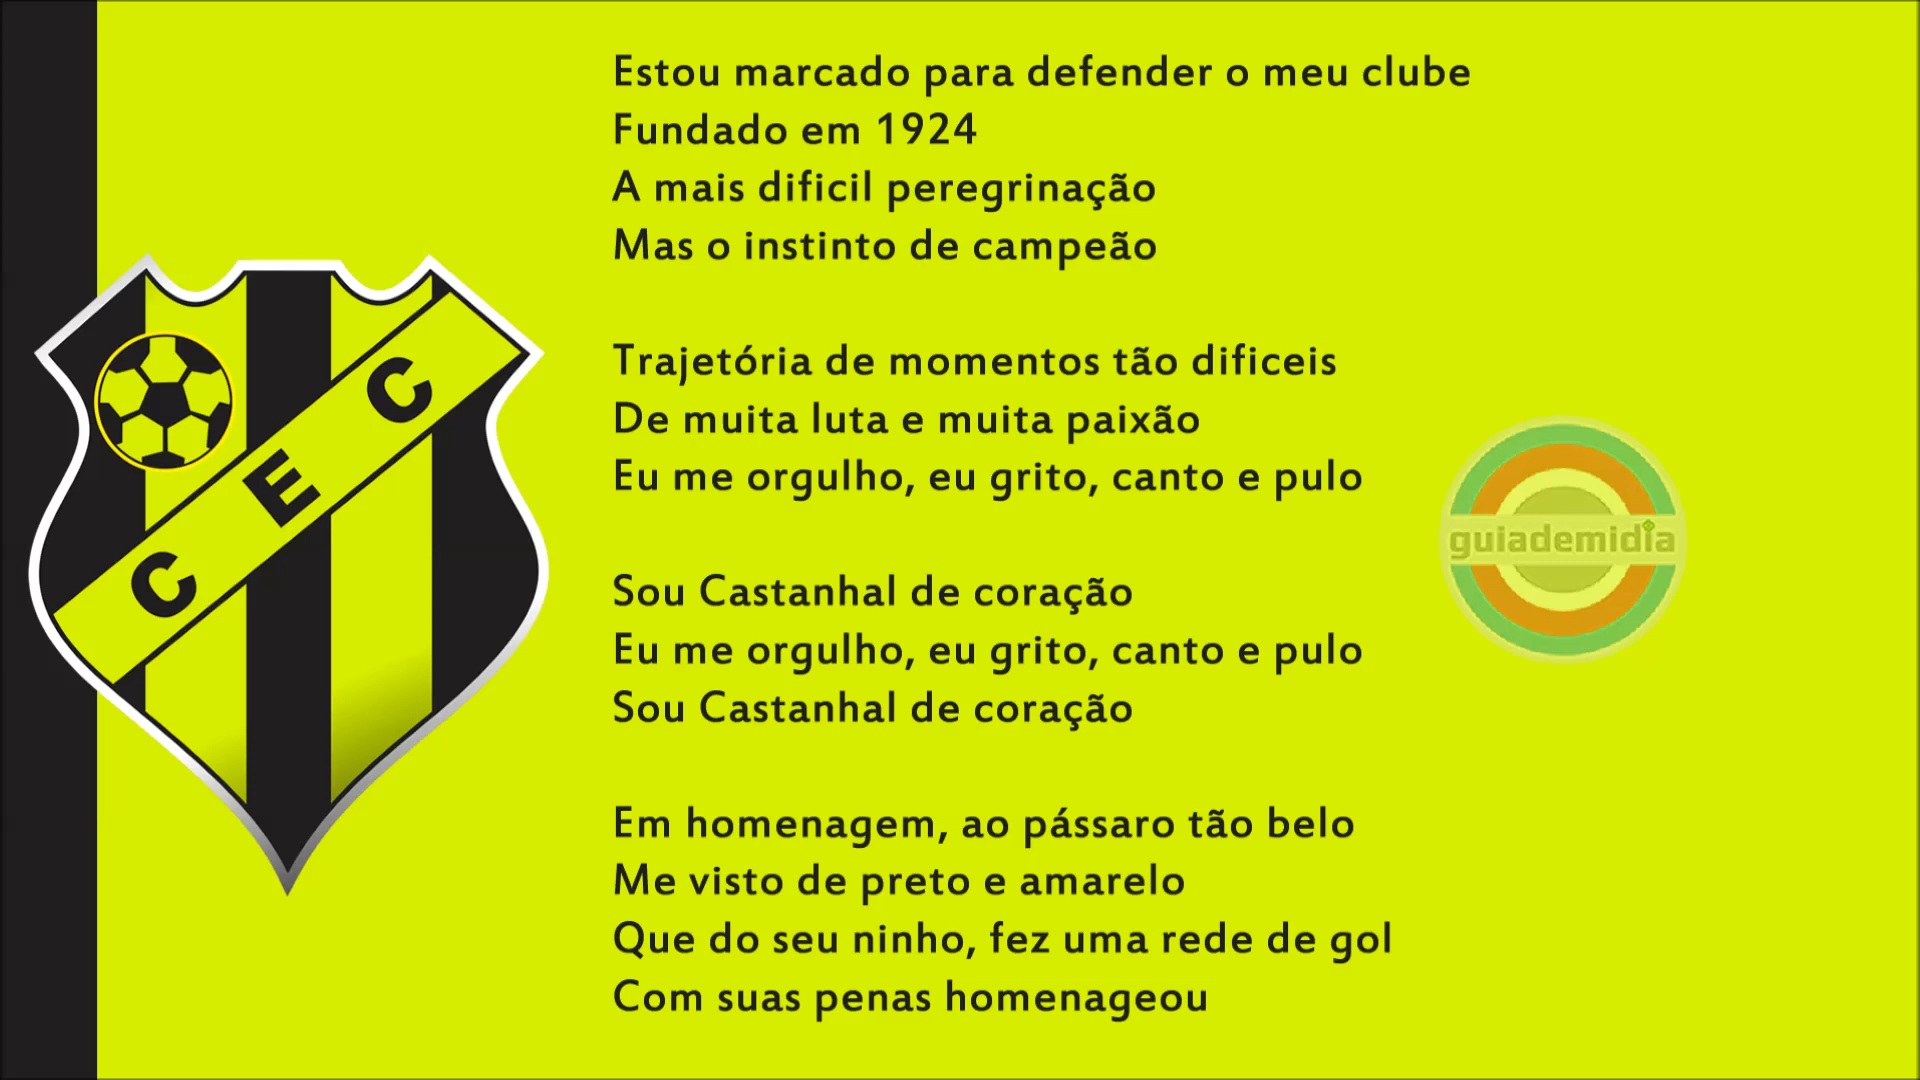 Estou marcado para defender o meu clube
Fundado em 1924
A mais dificil peregrinação
Mas o instinto de campeão
Trajetória de momentos tão dificeis
De muita luta e muita paixão
Eu me orgulho, eu grito, canto e pulo
Sou Castanhal de coração
Eu me orgulho, eu grito, canto e pulo
Sou Castanhal de coração
Em homenagem, ao pássaro tão belo
Me visto de preto e amarelo
Que do seu ninho, fez uma rede de gol
Com suas penas homenageou
C E C
guiademidia